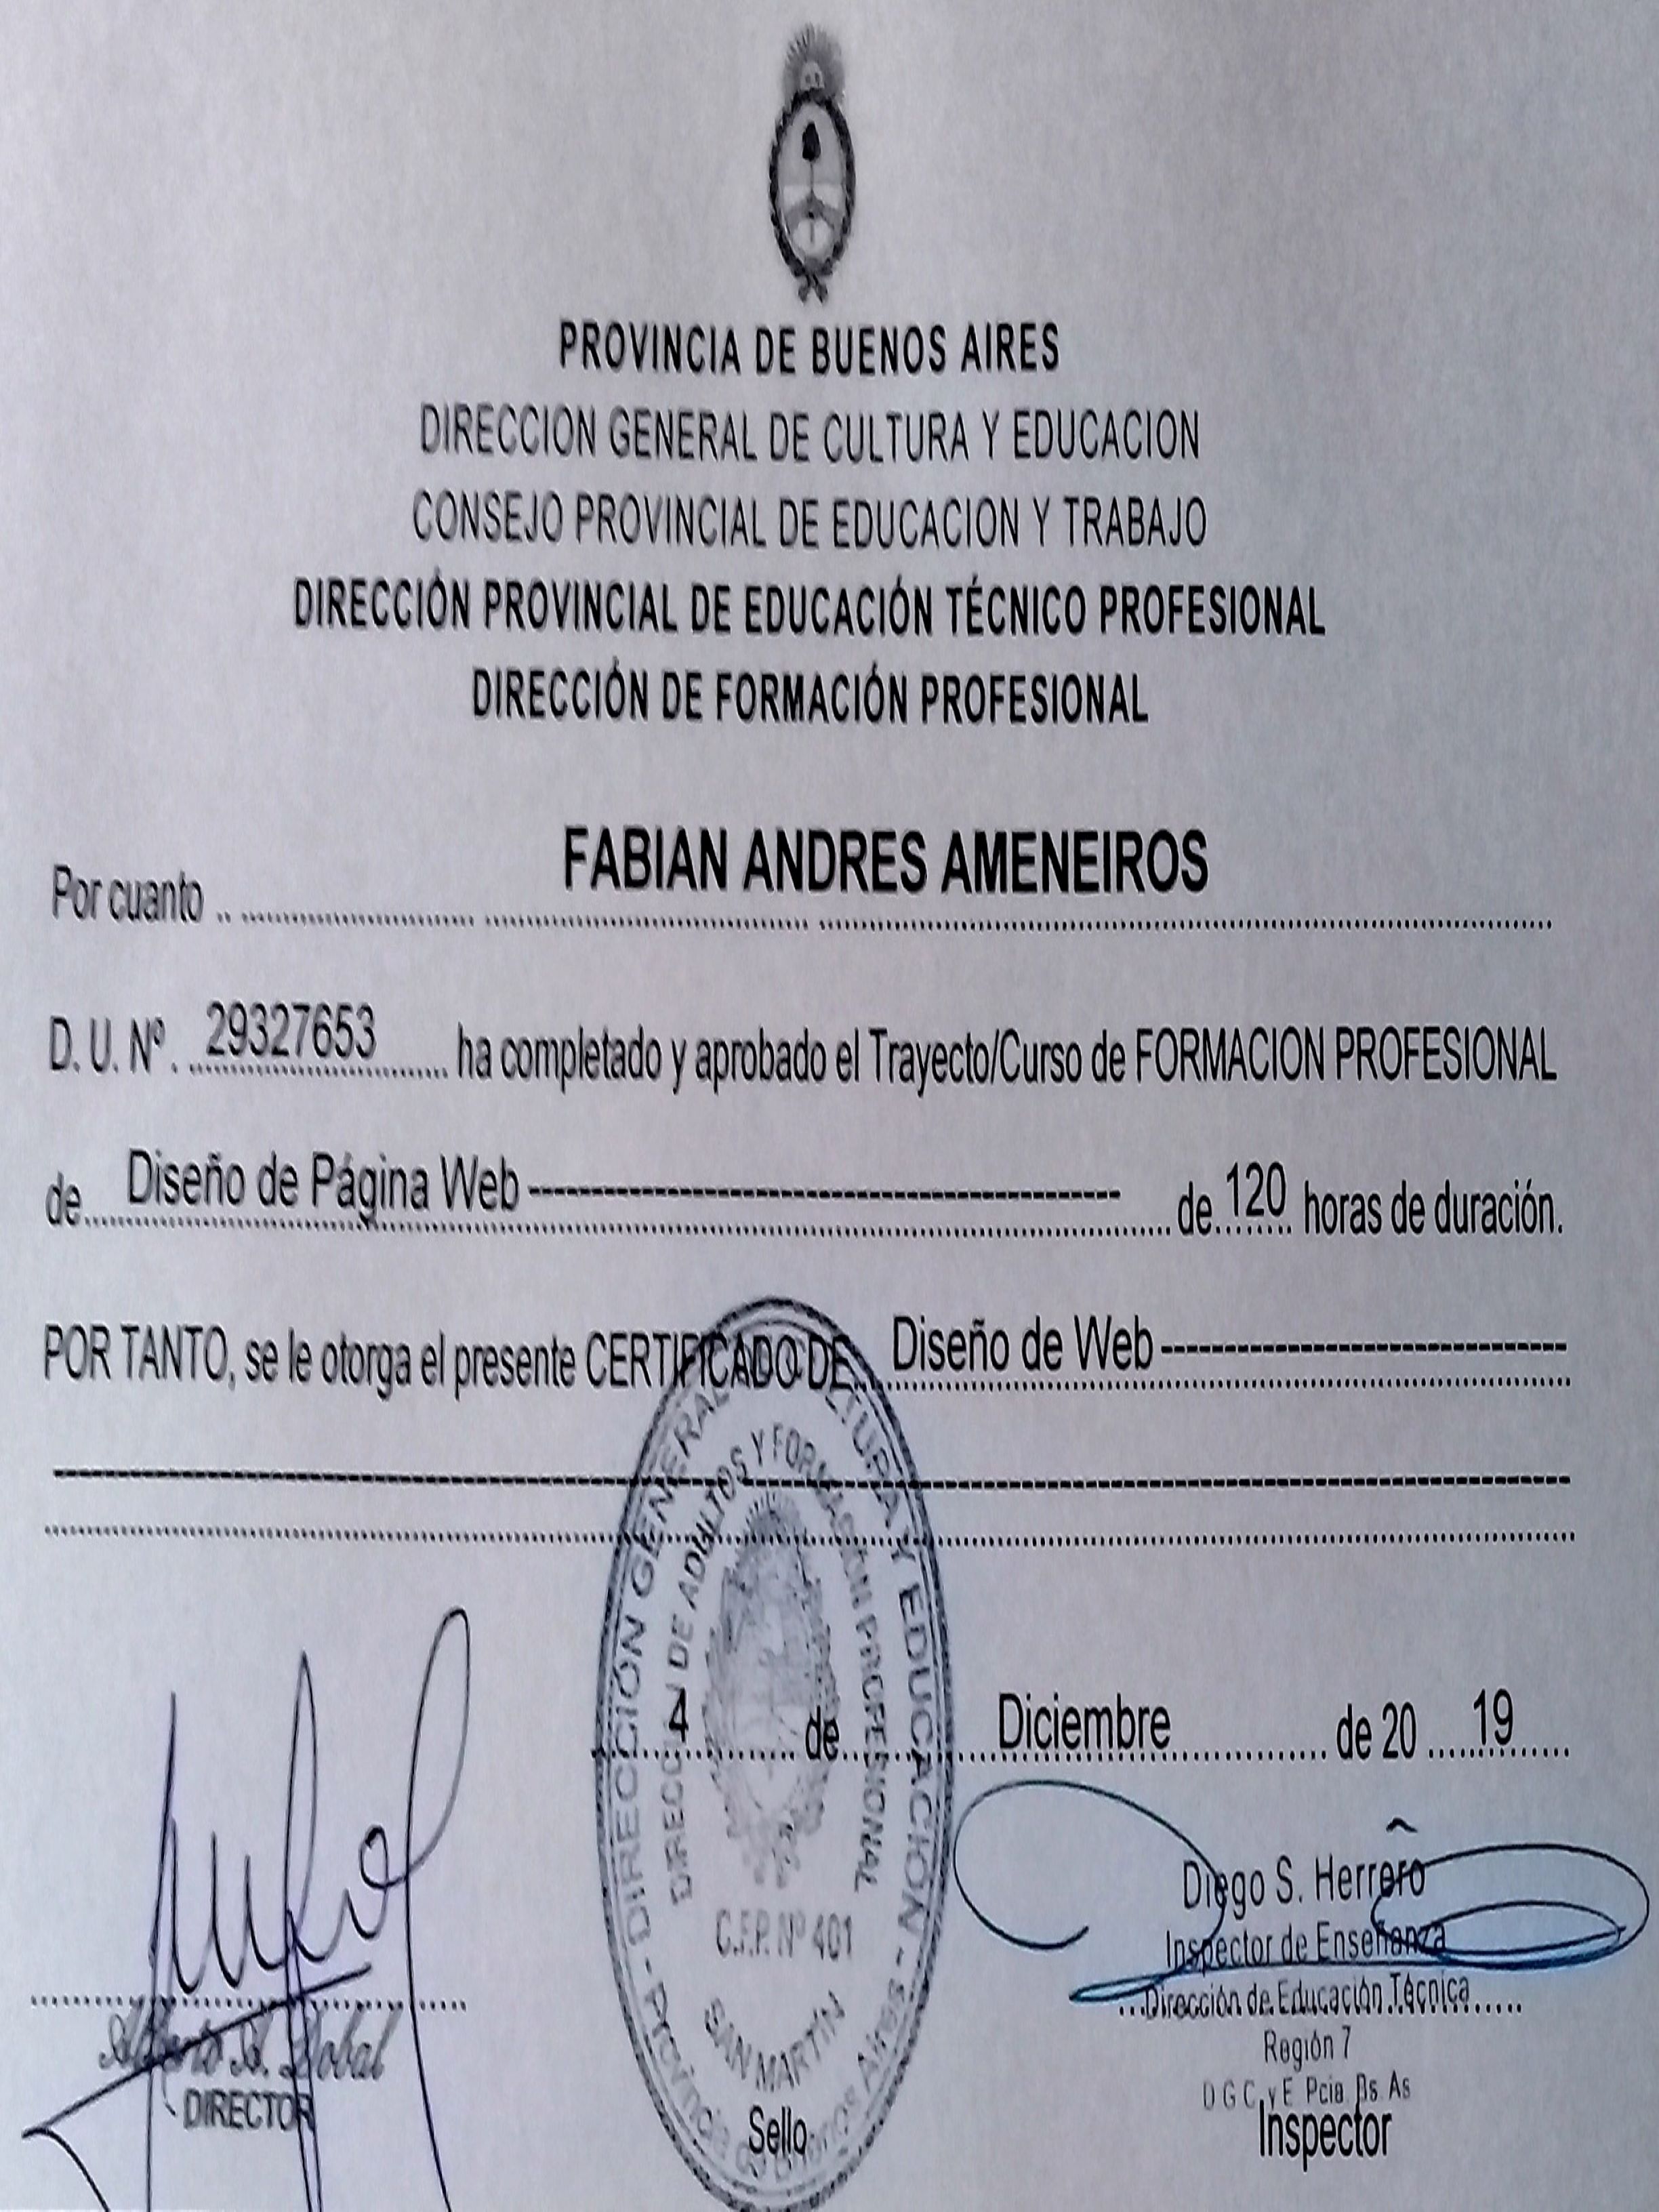 PROVINCIA DE BUENOS AIRES
DIRECCION GENERAL DE CULTURA Y EDUCACION
CONSEJO PROVINCIAL DE EDUCACION Y TRABAJO
DIRECCIÓN PROVINCIAL DE EDUCACIÓN TÉCNICO PROFESIONAL
DIRECCIÓN DE FORMACIÓN PROFESIONAL
Por cuanto FABIAN ANDRES AMENEIROS
D. U. Nº. 29327653 ha completado y aprobado el Trayecto/Curso de FORMACION PROFESIONAL
de Diseño de Página Web de 120 horas de duración.
POR TANTO, se le otorga el presente CERTIFICADO DE Diseño de Web
4 de Diciembre de 20 19
DIRECCIÓN GENERAL DE CULTURA Y EDUCACIÓN - Provincia de Buenos Aires -
DIRECCIÓN DE ADULTOS Y FORMACIÓN PROFESIONAL
C.F.P. Nº 401
SAN MARTÍN
Sello
Alberto A. Dobal
DIRECTOR
Diego S. Herrero
Inspector de Enseñanza
Dirección de Educación Técnica
Región 7
D G C y E Pcia. Bs. As
Inspector